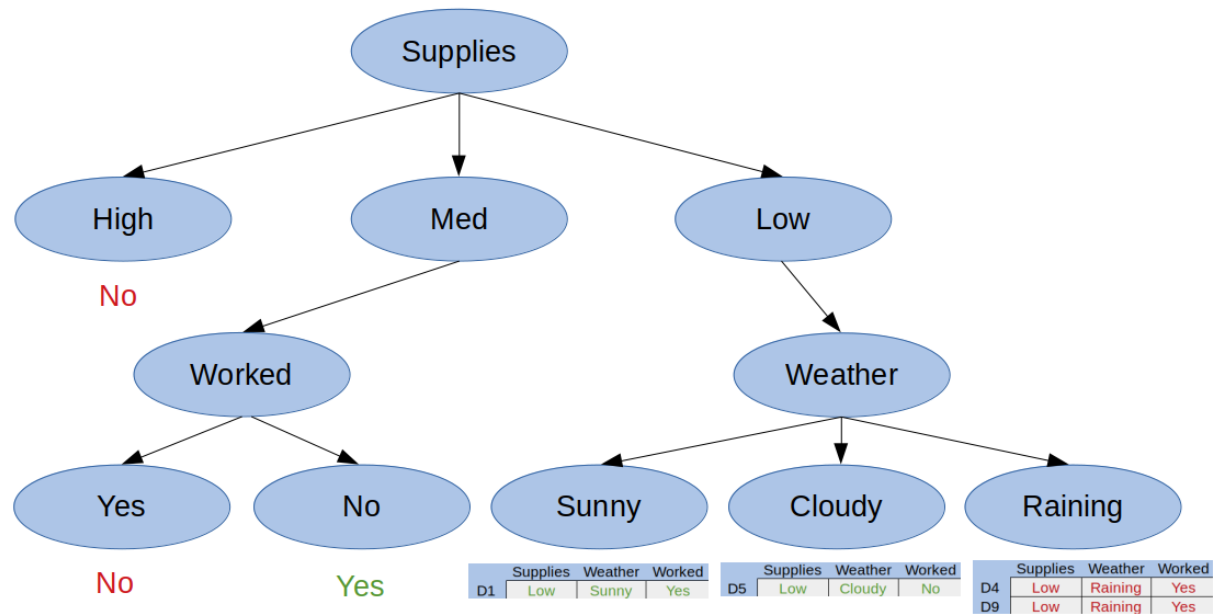 Supplies
High Med Low
No
Worked Weather
Yes No Sunny Cloudy Raining
No Yes
Supplies Weather Worked
D1 Low Sunny Yes
Supplies Weather Worked
D5 Low Cloudy No
Supplies Weather Worked
D4 Low Raining Yes
D9 Low Raining Yes